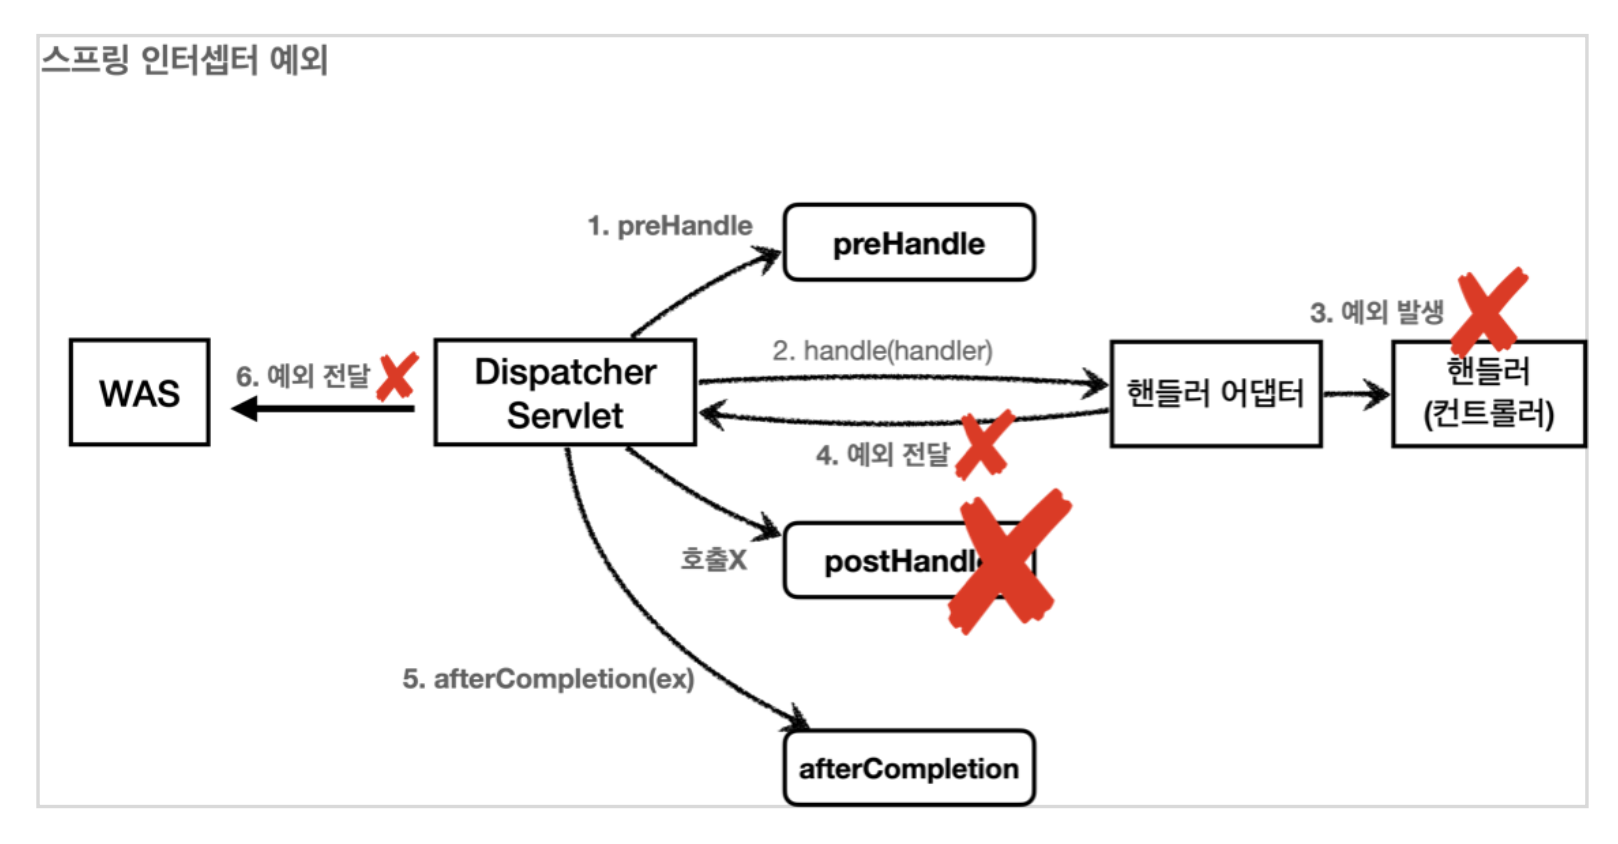 스프링 인터셉터 예외
1. preHandle
preHandle
3. 예외 발생
WAS
6. 예외 전달
Dispatcher
Servlet
2. handle(handler)
핸들러 어댑터
핸들러
(컨트롤러)
4. 예외 전달
호출X
postHandle
5. afterCompletion(ex)
afterCompletion